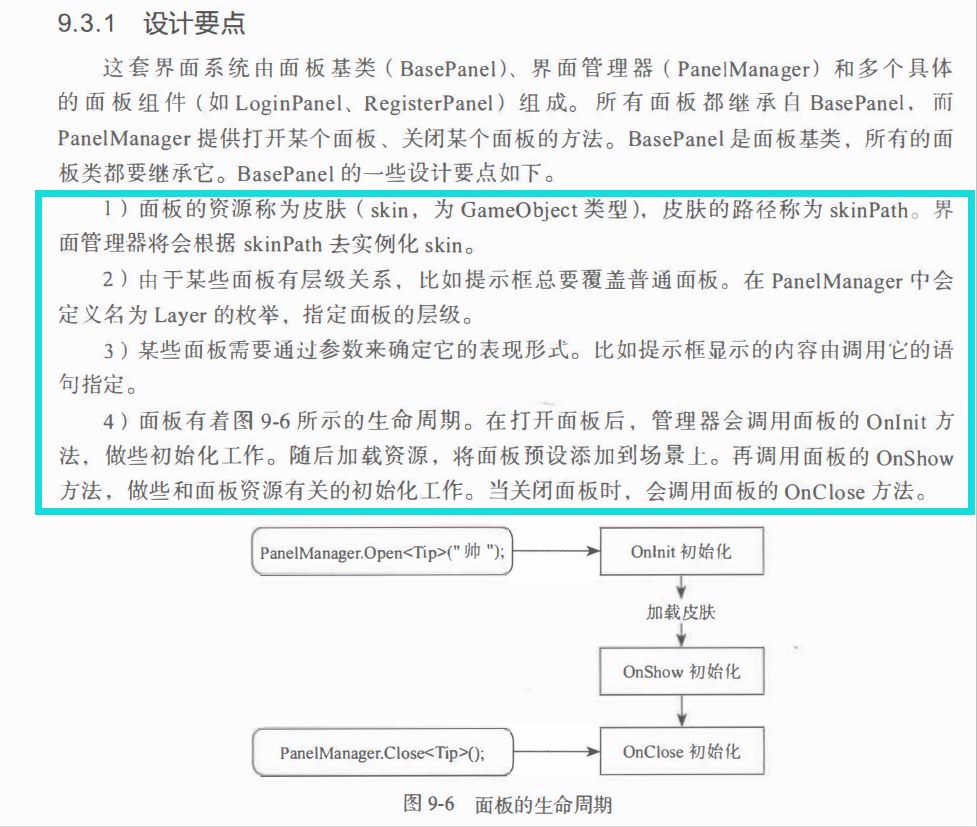 9.3.1 设计要点
这套界面系统由面板基类（BasePanel）、界面管理器（PanelManager）和多个具体
的面板组件（如 LoginPanel、RegisterPanel）组成。所有面板都继承自 BasePanel，而
PanelManager 提供打开某个面板、关闭某个面板的方法。BasePanel 是面板基类，所有的面
板类都要继承它。BasePanel 的一些设计要点如下。
1）面板的资源称为皮肤（skin，为 GameObject 类型），皮肤的路径称为 skinPath。界
面管理器将会根据 skinPath 去实例化 skin。
2）由于某些面板有层级关系，比如提示框总要覆盖普通面板。在 PanelManager 中会
定义名为 Layer 的枚举，指定面板的层级。
3）某些面板需要通过参数来确定它的表现形式。比如提示框显示的内容由调用它的语
句指定。
4）面板有着图 9-6 所示的生命周期。在打开面板后，管理器会调用面板的 OnInit 方
法，做些初始化工作。随后加载资源，将面板预设添加到场景上。再调用面板的 OnShow
方法，做些和面板资源有关的初始化工作。当关闭面板时，会调用面板的 OnClose 方法。
PanelManager.Open<Tip>("帅");
OnInit 初始化
加载皮肤
OnShow 初始化
PanelManager.Close<Tip>();
OnClose 初始化
图 9-6 面板的生命周期